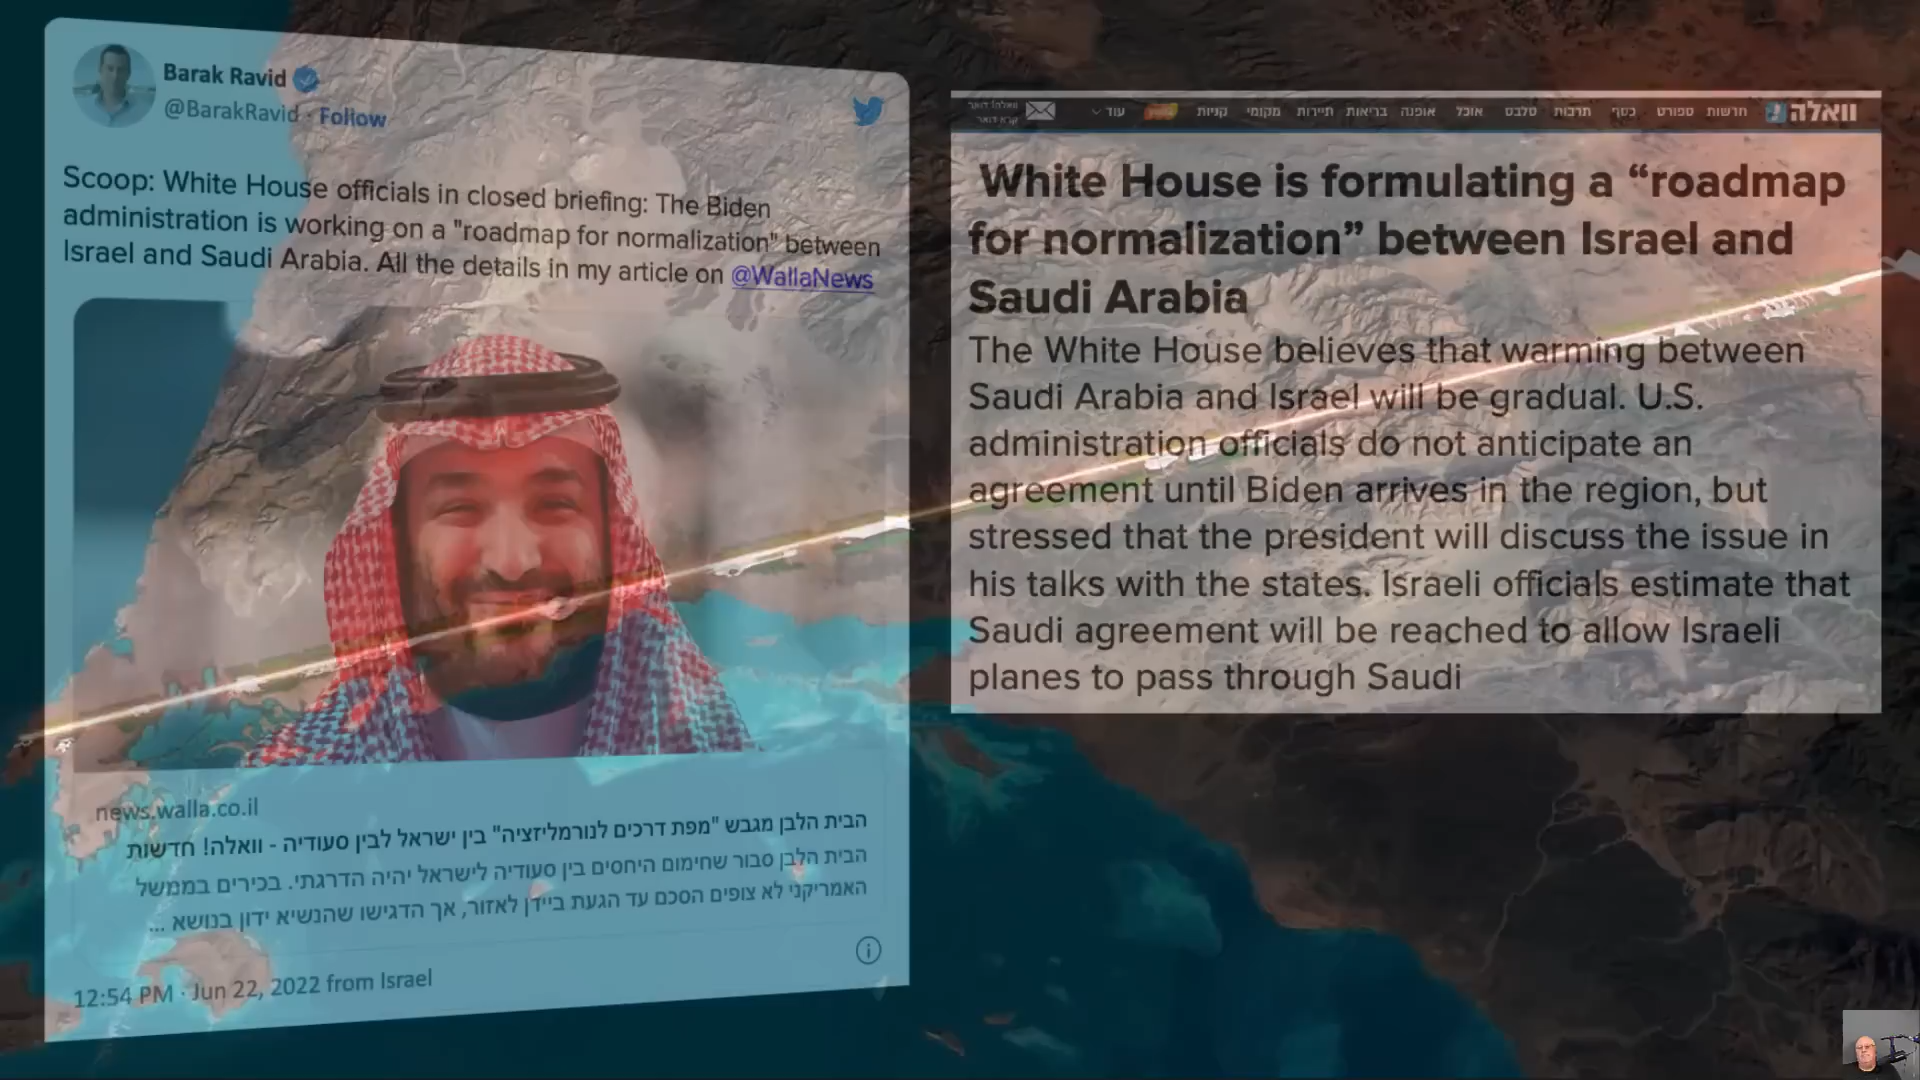 Barak Ravid
@BarakRavid · Follow
Scoop: White House officials in closed briefing: The Biden
administration is working on a "roadmap for normalization" between
Israel and Saudi Arabia. All the details in my article on @WallaNews
news.walla.co.il
הבית הלבן מגבש "מפת דרכים לנורמליזציה" בין ישראל לבין סעודיה - וואלה! חדשות
הבית הלבן סבור שחימום היחסים בין סעודיה לישראל יהיה הדרגתי. בכירים בממשל
האמריקני לא צופים הסכם עד הגעת ביידן לאזור, אך הדגישו שהנשיא ידון בנושא ...
12:54 PM · Jun 22, 2022 from Israel
וואלה! חדשות ספורט כסף תרבות סלבס אוכל אופנה בריאות תיירות מקומי קניות עוד
וואלה! דואר
קרא דואר
White House is formulating a “roadmap
for normalization” between Israel and
Saudi Arabia
The White House believes that warming between
Saudi Arabia and Israel will be gradual. U.S.
administration officials do not anticipate an
agreement until Biden arrives in the region, but
stressed that the president will discuss the issue in
his talks with the states. Israeli officials estimate that
Saudi agreement will be reached to allow Israeli
planes to pass through Saudi